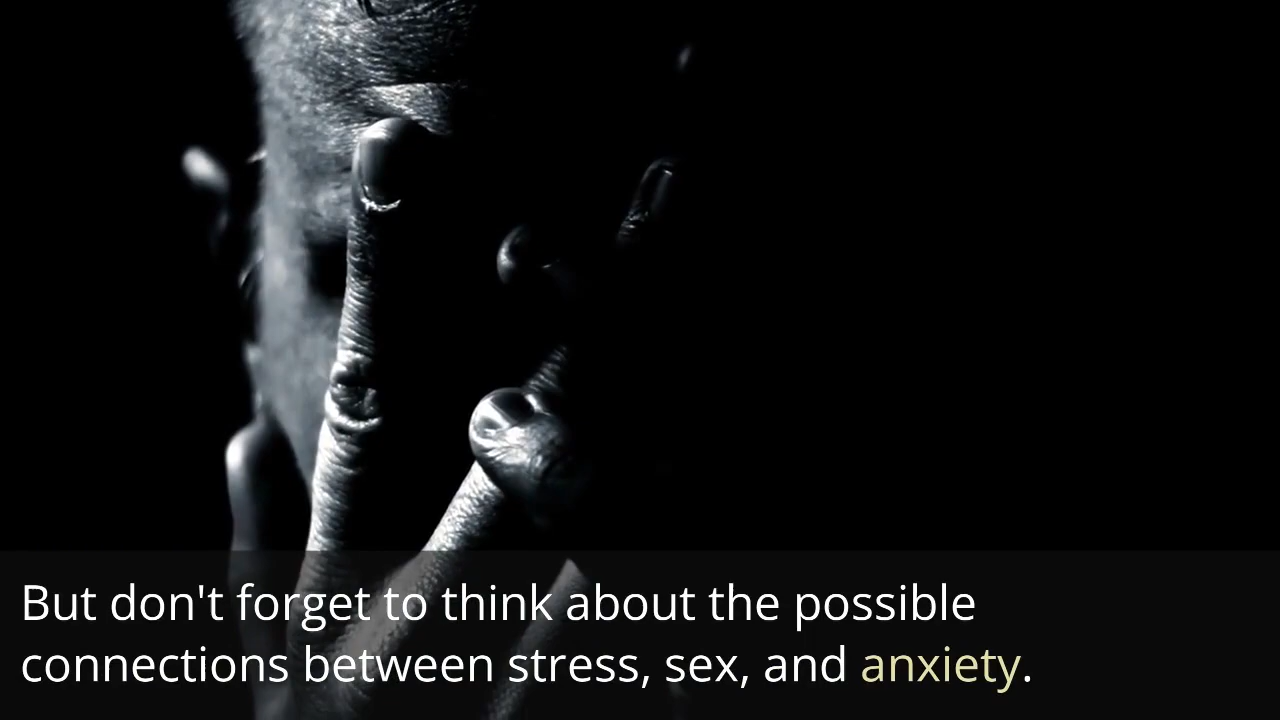 But don't forget to think about the possible
connections between stress, sex, and anxiety.